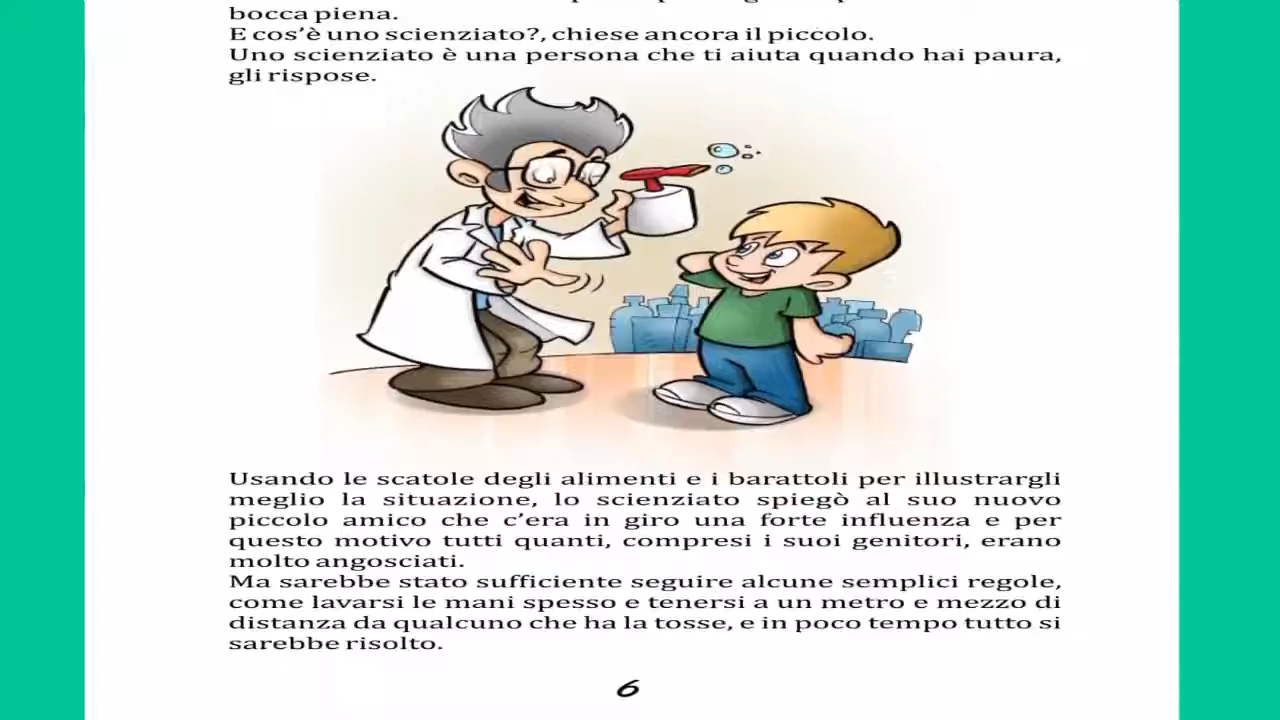 bocca piena.
E cos'è uno scienziato?, chiese ancora il piccolo.
Uno scienziato è una persona che ti aiuta quando hai paura,
gli rispose.
Usando le scatole degli alimenti e i barattoli per illustrargli
meglio la situazione, lo scienziato spiegò al suo nuovo
piccolo amico che c'era in giro una forte influenza e per
questo motivo tutti quanti, compresi i suoi genitori, erano
molto angosciati.
Ma sarebbe stato sufficiente seguire alcune semplici regole,
come lavarsi le mani spesso e tenersi a un metro e mezzo di
distanza da qualcuno che ha la tosse, e in poco tempo tutto si
sarebbe risolto.
6